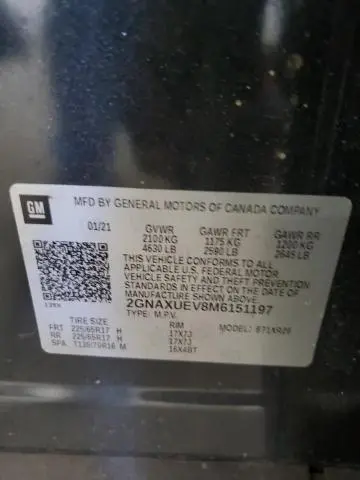 GM
MFD BY GENERAL MOTORS OF CANADA COMPANY
01/21 GVWR GAWR FRT GAWR RR
2100 KG 1175 KG 1200 KG
4630 LB 2590 LB 2645 LB
THIS VEHICLE CONFORMS TO ALL
APPLICABLE U.S. FEDERAL MOTOR
VEHICLE SAFETY AND THEFT PREVENTION
STANDARDS IN EFFECT ON THE DATE OF
MANUFACTURE SHOWN ABOVE.
2GNAXUEV8M6151197
TYPE: M.P.V. MODEL:
TIRE SIZE RIM
FRT 225/65R17 H 17X7J
RR 225/65R17 H 17X7J
SPA T135/70R16 M 16X4BT